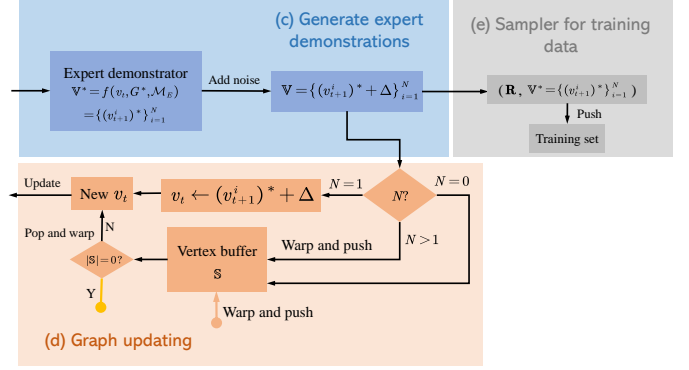 (c) Generate expert
demonstrations
Expert demonstrator
𝕍* = f(v_t, G*, ℳ_E)
= {(v^i_{t+1})*}^N_{i=1}
Add noise
𝕍 = {(v^i_{t+1})* + Δ}^N_{i=1}
(e) Sampler for training
data
(R, 𝕍* = {(v^i_{t+1})*}^N_{i=1})
Push
Training set
Update
New v_t
v_t ← (v^i_{t+1})* + Δ
N=1
N?
N=0
N>1
Pop and warp
N
|𝕊|=0?
Y
Vertex buffer
𝕊
Warp and push
Warp and push
(d) Graph updating